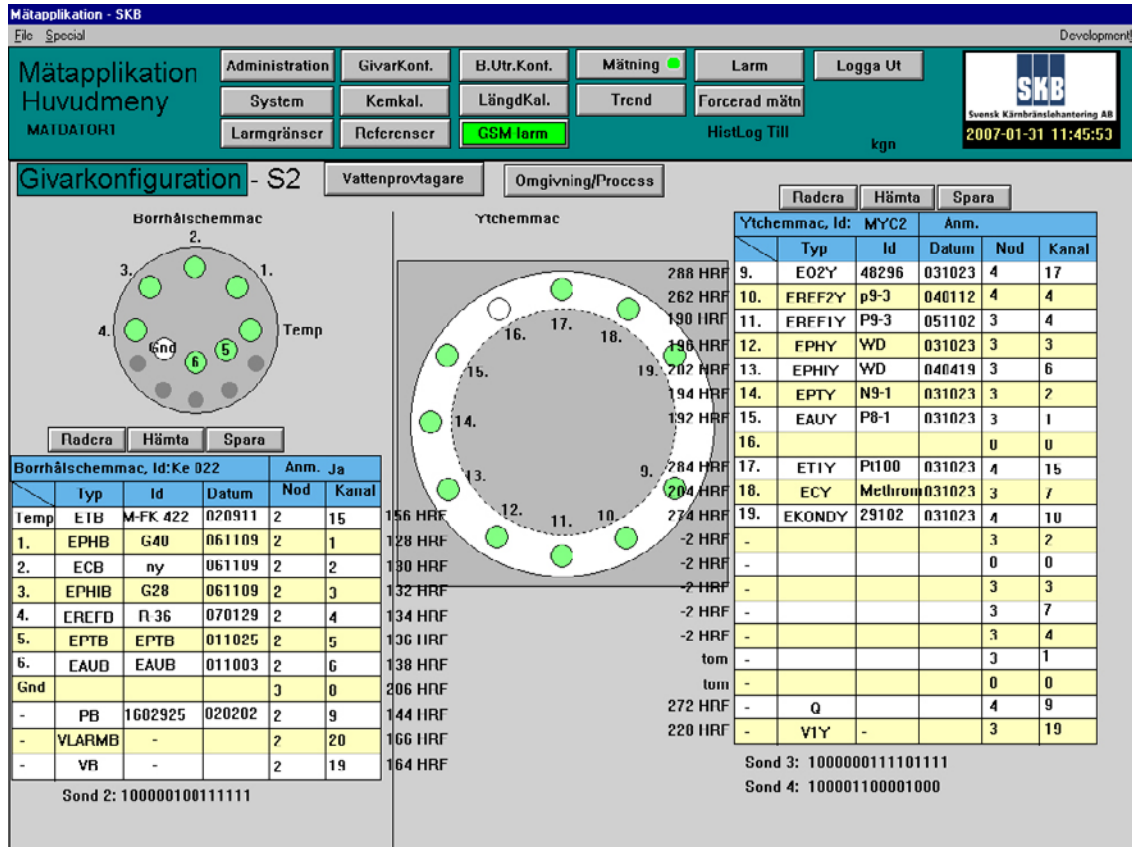 Mätapplikation - SKB
File Special Development
Mätapplikation
Huvudmeny
MATDATOR1
Administration GivarKonf. B.Utr.Konf. Mätning Larm Logga Ut
System Kemkal. LängdKal. Trend Forcerad mätn
Larmgränser Referenser GSM-larm HistLog Till kgn
SKB
Svensk Kärnbränslehantering AB
2007-01-31 11:45:53
Givarkonfiguration - S2 Vattenprovtagare Omgivning/Process
Borrhålschemmac
2.
3. 1.
4. Temp
Gnd 5
6
Radera Hämta Spara
Borrhålschemmac, Id:Ke 022 Anm. Ja
Typ Id Datum Nod Kanal
Temp ETB M-FK 422 020911 2 15 156 HRF
1. EPHB G40 061109 2 1 128 HRF
2. ECB ny 061109 2 2 130 HRF
3. EPHIB G28 061109 2 3 132 HRF
4. EREFB R-36 070129 2 4 134 HRF
5. EPTB EPTB 011025 2 5 136 HRF
6. EAUB EAUB 011003 2 6 138 HRF
Gnd 3 0 206 HRF
- PB 1602925 020202 2 9 144 HRF
- VLARMB - 2 20 166 HRF
- VB - 2 19 164 HRF
Sond 2: 100000100111111
Ytchemmac
17.
16. 18.
15. 19.
14.
13. 9.
12. 10.
11.
Radera Hämta Spara
Ytchemmac, Id: MYC2 Anm.
Typ Id Datum Nod Kanal
288 HRF 9. EO2Y 48296 031023 4 17
262 HRF 10. EREF2Y p9-3 040112 4 4
190 HRF 11. EREF1Y P9-3 051102 3 4
196 HRF 12. EPHY WD 031023 3 3
202 HRF 13. EPHIY WD 040419 3 6
194 HRF 14. EPTY N9-1 031023 3 2
192 HRF 15. EAUY P8-1 031023 3 1
16. 0 0
284 HRF 17. ETIY Pt100 031023 4 15
204 HRF 18. ECY Methrom 031023 3 7
274 HRF 19. EKONDY 29102 031023 4 10
-2 HRF - 3 2
-2 HRF - 0 0
-2 HRF - 3 3
-2 HRF - 3 7
-2 HRF - 3 4
tom - 3 1
tom - 0 0
272 HRF - Q 4 9
220 HRF - V1Y - 3 19
Sond 3: 1000000111101111
Sond 4: 100001100001000